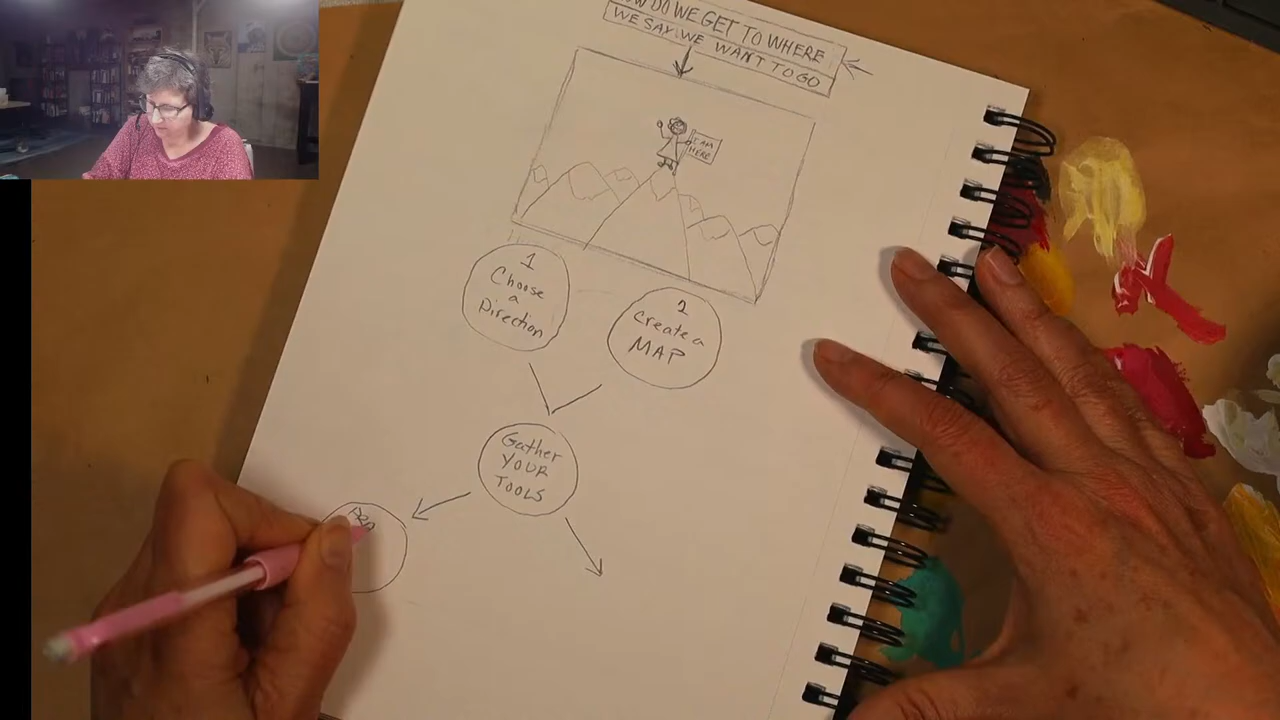 HOW DO WE GET TO WHERE
WE SAY WE WANT TO GO
I AM
HERE
1
Choose
a
Direction
2
Create a
MAP
Gather
YOUR
TOOLS